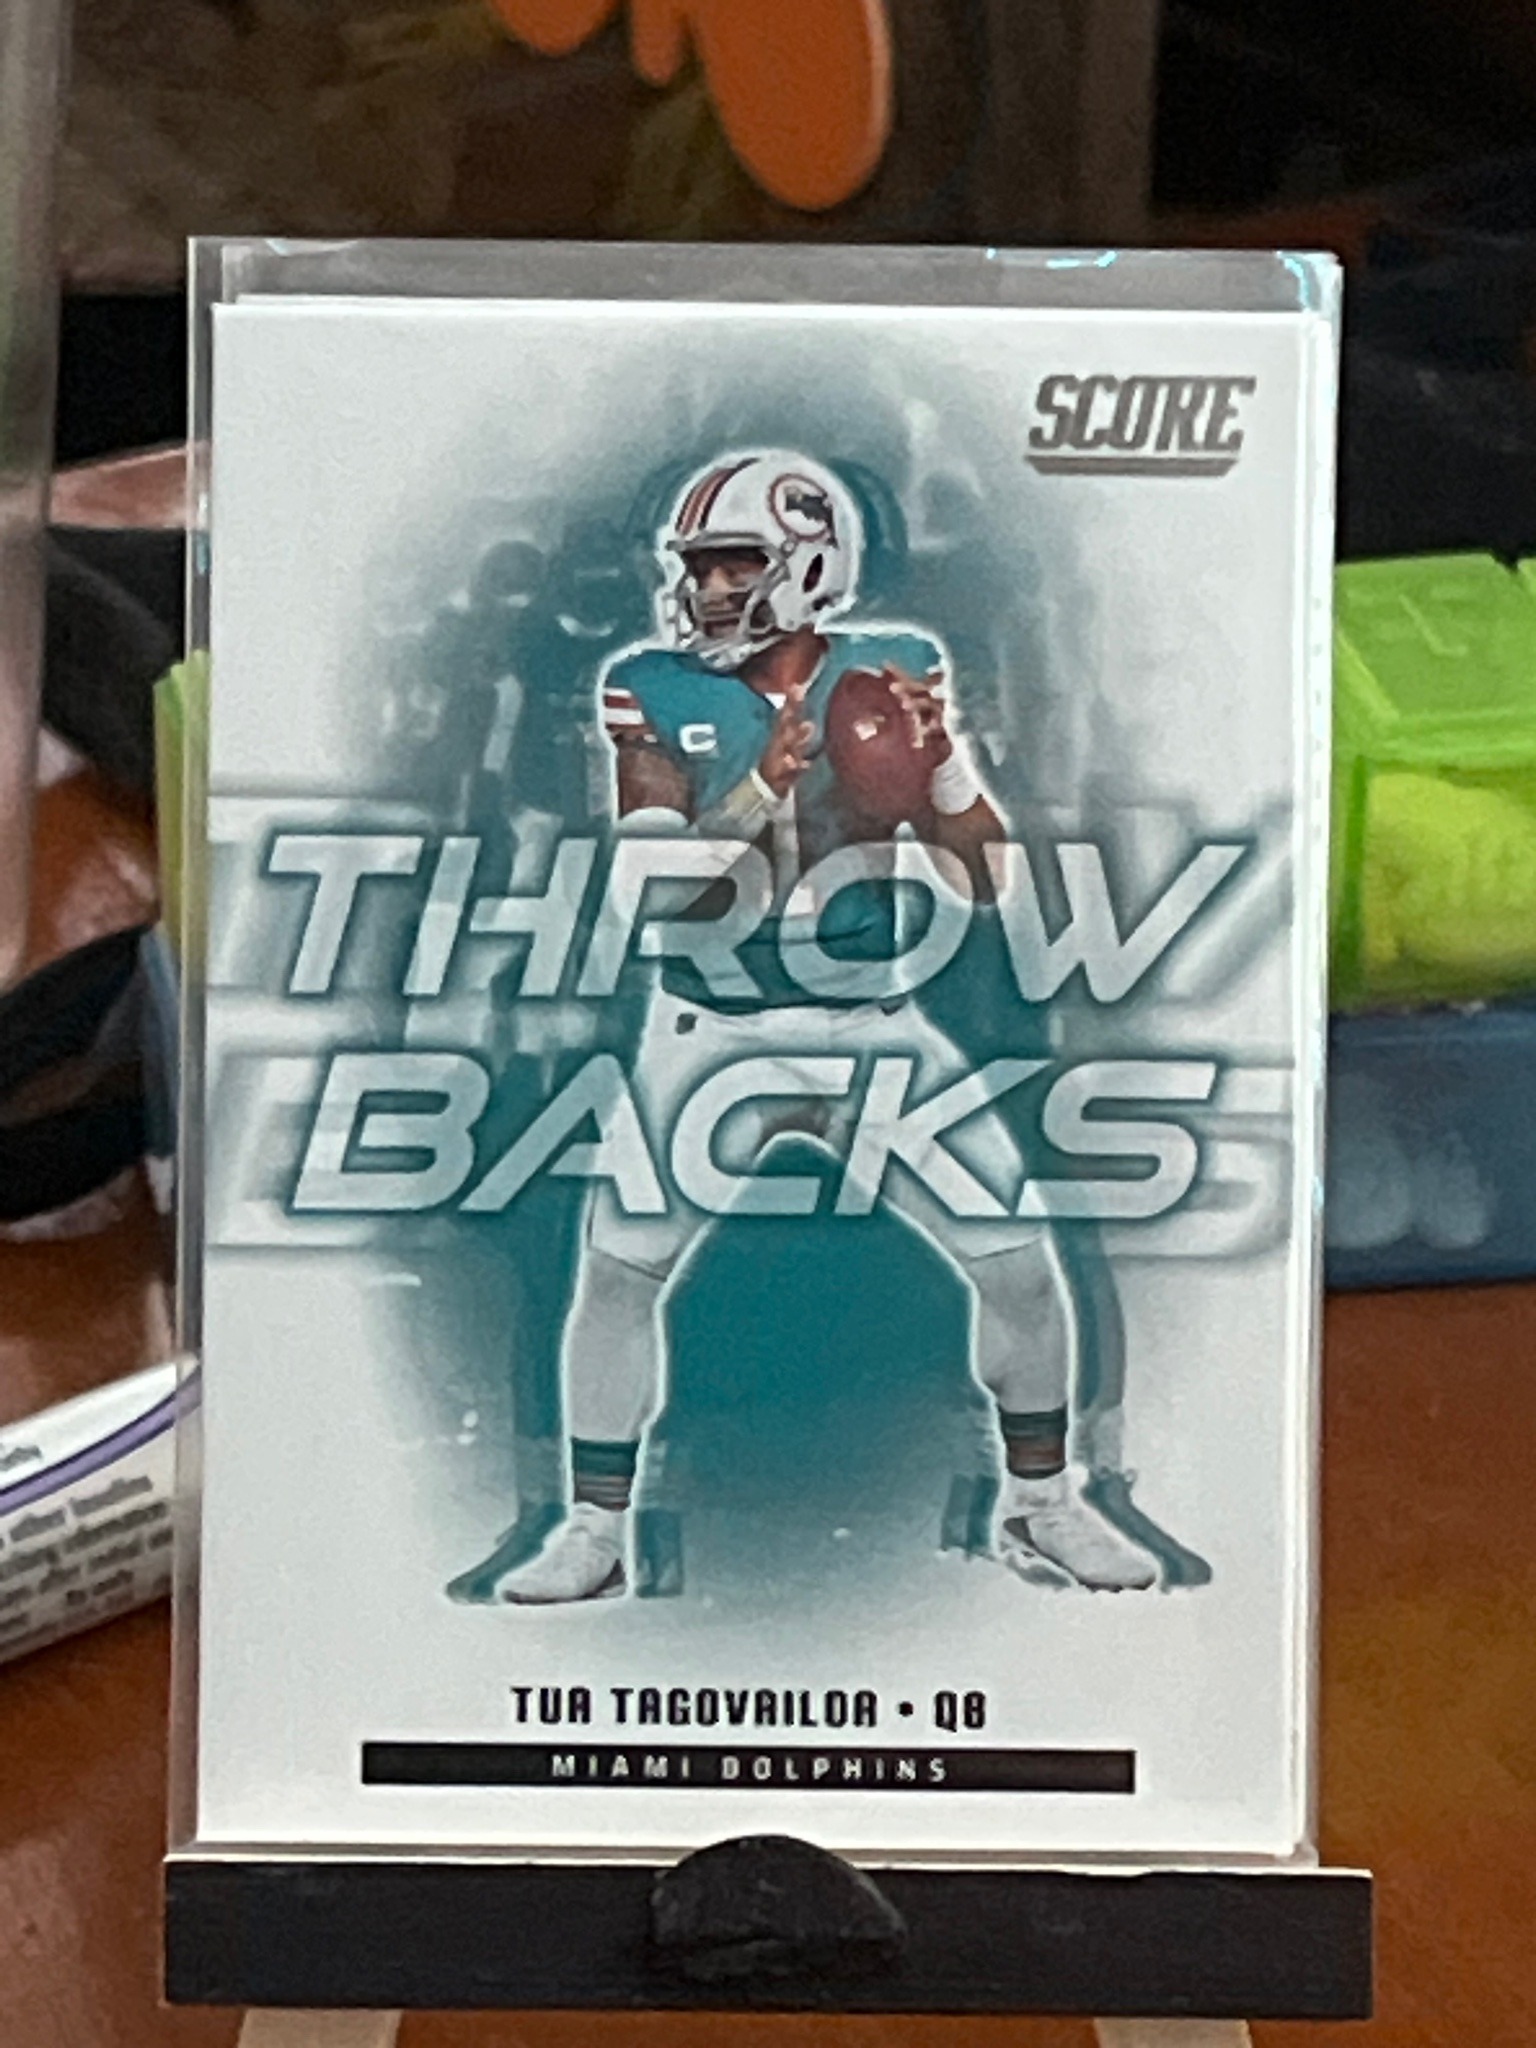 SCORE
C
THROW
BACKS
TUA TAGOVAILOA • QB
MIAMI DOLPHINS